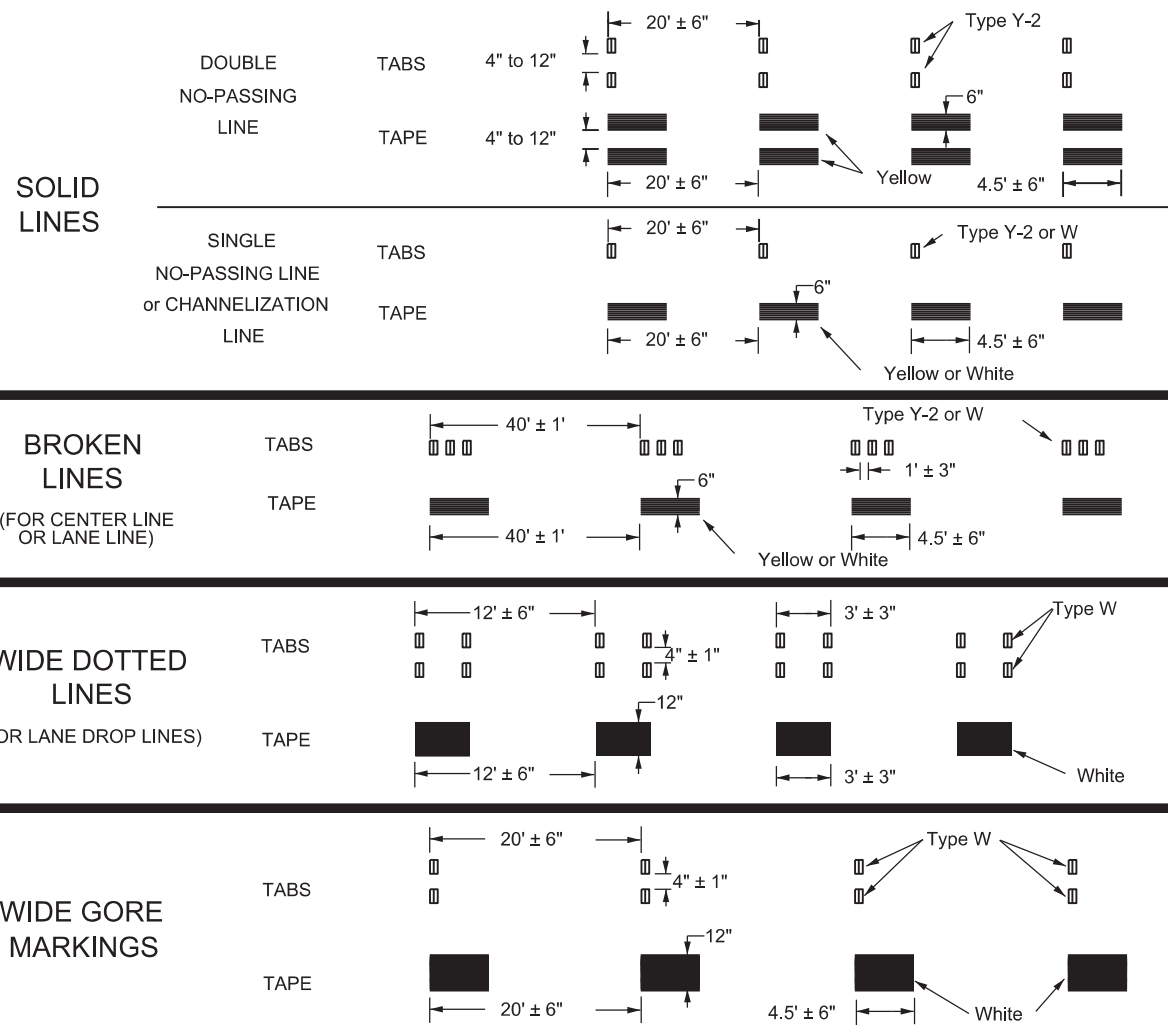 20' ± 6"
Type Y-2
DOUBLE
NO-PASSING
LINE
TABS
4" to 12"
6"
TAPE
4" to 12"
Yellow
20' ± 6"
4.5' ± 6"
SOLID
LINES
SINGLE
NO-PASSING LINE
or CHANNELIZATION
LINE
20' ± 6"
Type Y-2 or W
TABS
6"
TAPE
20' ± 6"
4.5' ± 6"
Yellow or White
BROKEN
LINES
(FOR CENTER LINE
OR LANE LINE)
40' ± 1'
Type Y-2 or W
TABS
1' ± 3"
6"
TAPE
40' ± 1'
4.5' ± 6"
Yellow or White
WIDE DOTTED
LINES
OR LANE DROP LINES)
12' ± 6"
3' ± 3"
Type W
TABS
4" ± 1"
12"
TAPE
12' ± 6"
3' ± 3"
White
WIDE GORE
MARKINGS
20' ± 6"
Type W
TABS
4" ± 1"
12"
TAPE
20' ± 6"
4.5' ± 6"
White